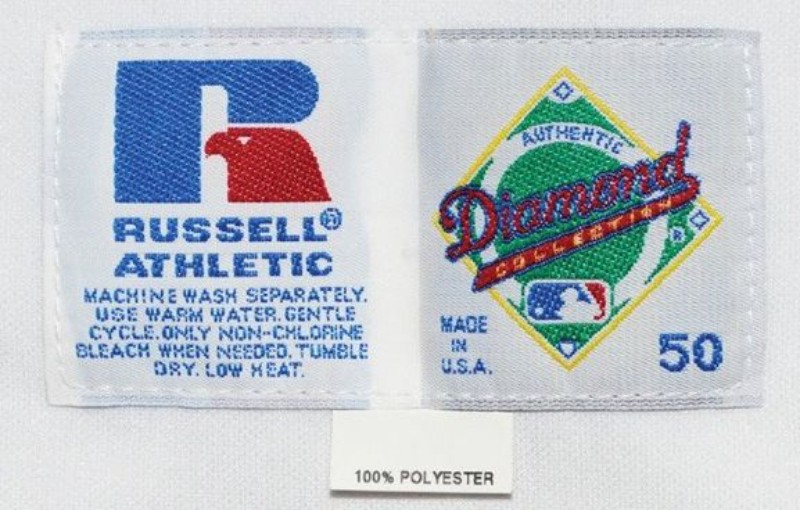 RUSSELL®
ATHLETIC
MACHINE WASH SEPARATELY.
USE WARM WATER. GENTLE
CYCLE. ONLY NON-CHLORINE
BLEACH WHEN NEEDED. TUMBLE
DRY. LOW HEAT.
AUTHENTIC
Diamond
COLLECTION
®
MADE
IN
U.S.A.
50
100% POLYESTER